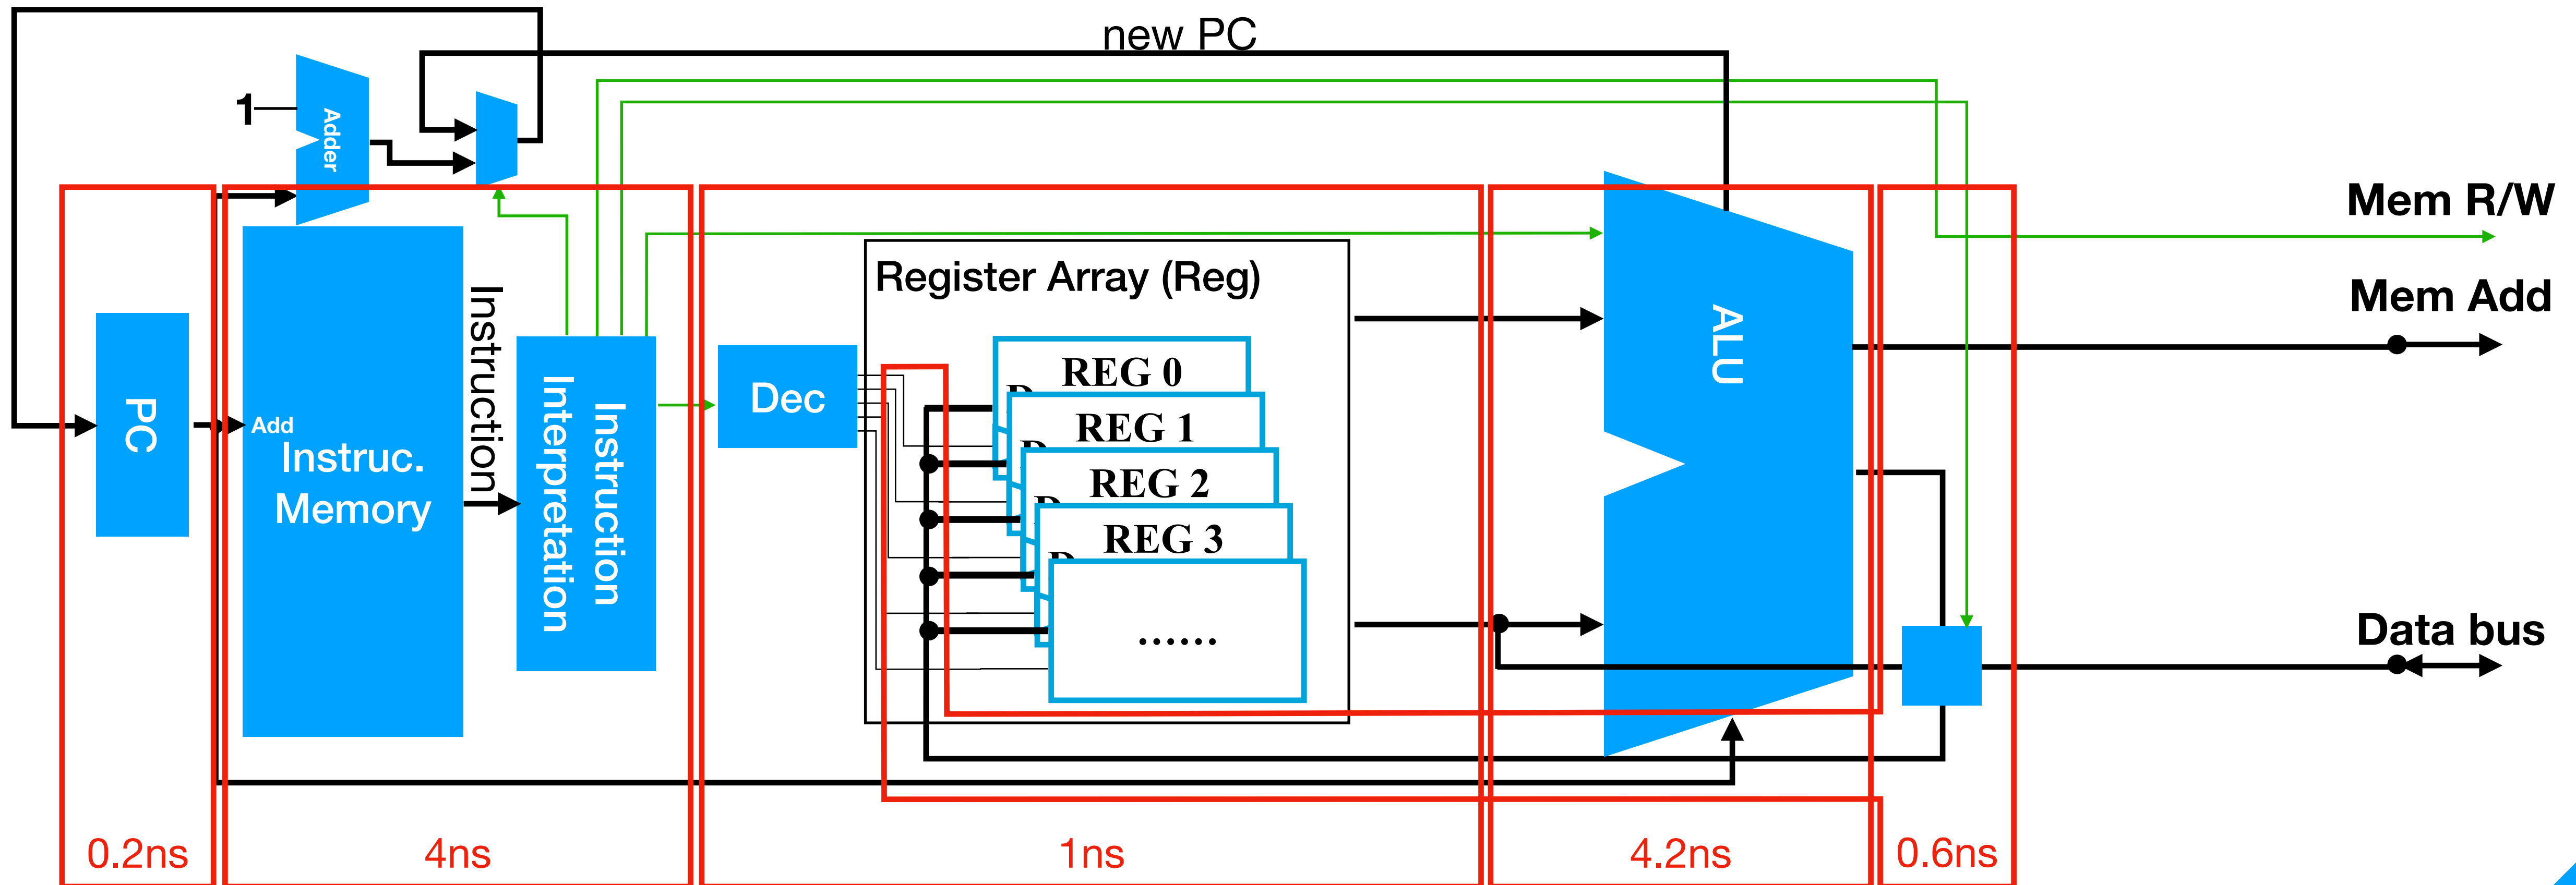 new PC
1
Adder
Mem R/W
Register Array (Reg)
Mem Add
Instruction
ALU
REG 0
Dec
PC
Add
Instruc.
Memory
Instruction
Interpretation
REG 1
REG 2
REG 3
......
Data bus
0.2ns
4ns
1ns
4.2ns
0.6ns